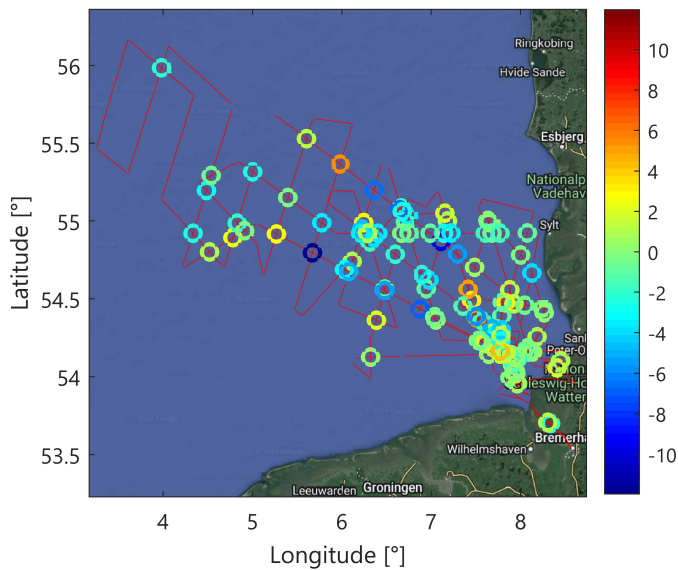 Ringkobing
Hvide Sande
Esbjerg
Nationalp
Vadehav
Sylt
Sank
Peter-O
Wilhelmshaven
Bremerha
Leeuwarden
Groningen
56
55.5
55
54.5
54
53.5
Latitude [°]
4
5
6
7
8
Longitude [°]
10
8
6
4
2
0
-2
-4
-6
-8
-10